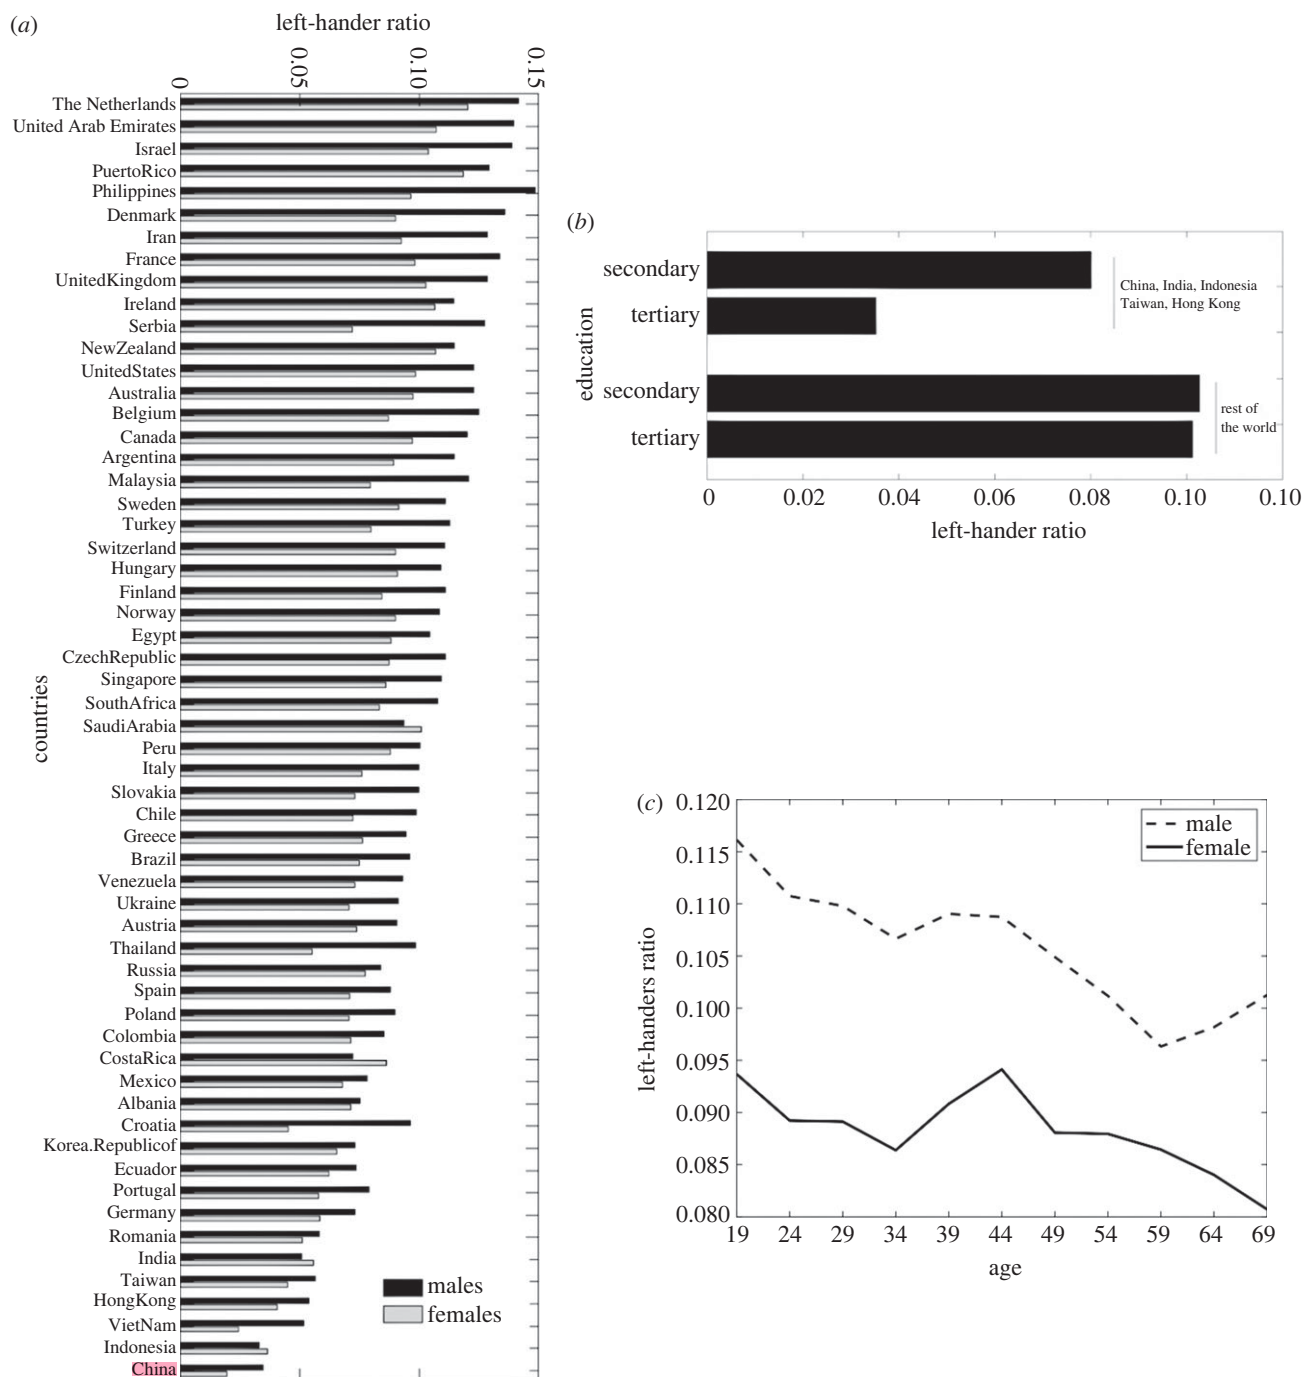 (a)
left-hander ratio
0
0.05
0.10
0.15
The Netherlands
United Arab Emirates
Israel
PuertoRico
Philippines
Denmark
Iran
France
UnitedKingdom
Ireland
Serbia
NewZealand
UnitedStates
Australia
Belgium
Canada
Argentina
Malaysia
Sweden
Turkey
Switzerland
Hungary
Finland
Norway
Egypt
CzechRepublic
Singapore
SouthAfrica
SaudiArabia
Peru
Italy
Slovakia
Chile
Greece
Brazil
Venezuela
Ukraine
Austria
Thailand
Russia
Spain
Poland
Colombia
CostaRica
Mexico
Albania
Croatia
Korea.Republicof
Ecuador
Portugal
Germany
Romania
India
Taiwan
HongKong
VietNam
Indonesia
China
countries
males
females
(b)
education
secondary
tertiary
secondary
tertiary
China, India, Indonesia
Taiwan, Hong Kong
rest of
the world
0 0.02 0.04 0.06 0.08 0.10 0.10
left-hander ratio
(c)
left-handers ratio
0.120
0.115
0.110
0.105
0.100
0.095
0.090
0.085
0.080
male
female
19 24 29 34 39 44 49 54 59 64 69
age